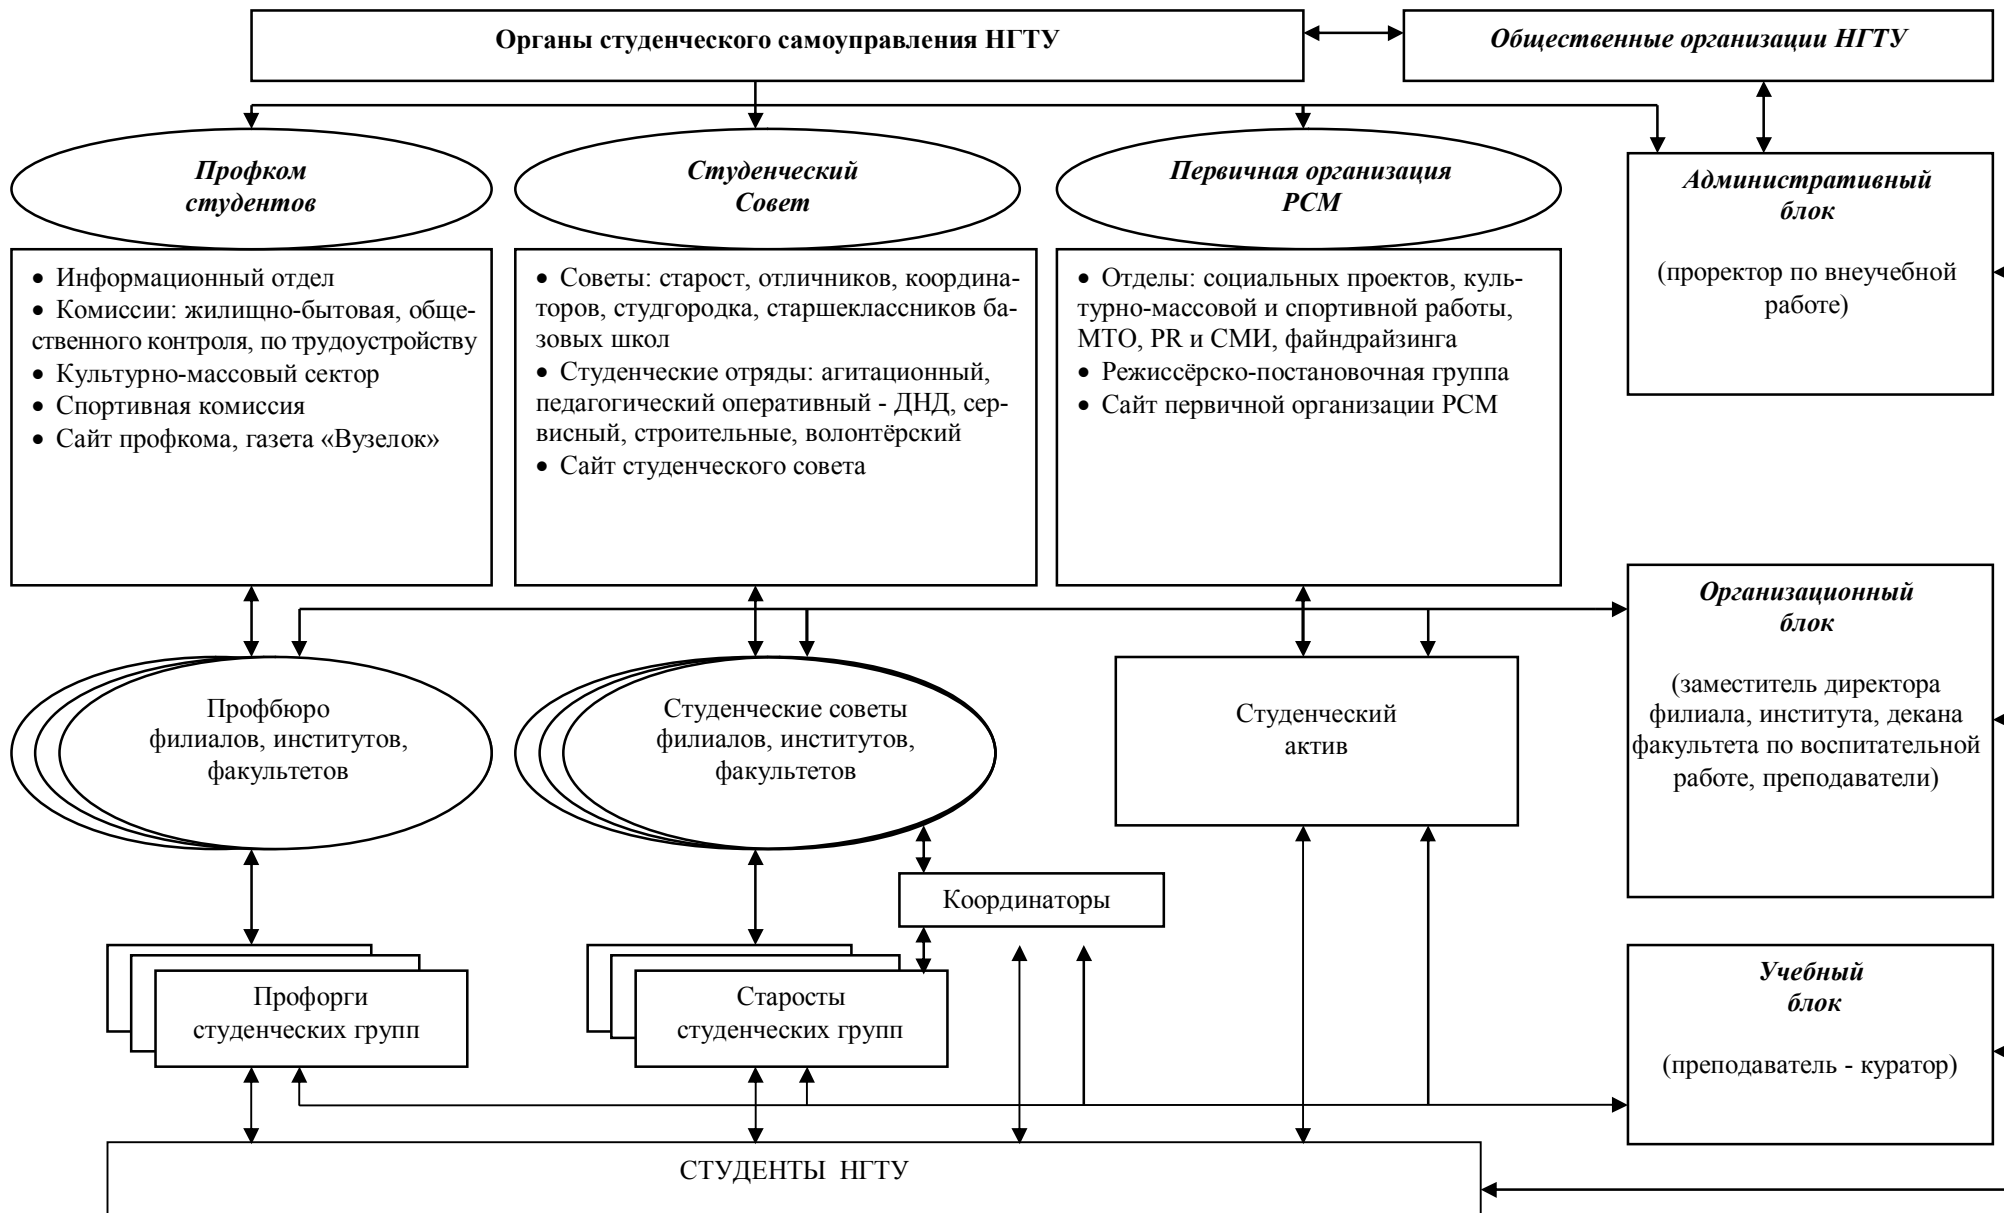 Органы студенческого самоуправления НГТУ
Общественные организации НГТУ
Профком
студентов
Студенческий
Совет
Первичная организация
РСМ
Административный
блок
(проректор по внеучебной
работе)
• Информационный отдел
• Комиссии: жилищно-бытовая, обще-
ственного контроля, по трудоустройству
• Культурно-массовый сектор
• Спортивная комиссия
• Сайт профкома, газета «Вузелок»
• Советы: старост, отличников, координа-
торов, студгородка, старшеклассников ба-
зовых школ
• Студенческие отряды: агитационный,
педагогический оперативный - ДНД, сер-
висный, строительные, волонтёрский
• Сайт студенческого совета
• Отделы: социальных проектов, куль-
турно-массовой и спортивной работы,
МТО, PR и СМИ, файндрайзинга
• Режиссёрско-постановочная группа
• Сайт первичной организации РСМ
Организационный
блок
(заместитель директора
филиала, института, декана
факультета по воспитательной
работе, преподаватели)
Профбюро
филиалов, институтов,
факультетов
Студенческие советы
филиалов, институтов,
факультетов
Студенческий
актив
Координаторы
Профорги
студенческих групп
Старосты
студенческих групп
Учебный
блок
(преподаватель - куратор)
СТУДЕНТЫ НГТУ